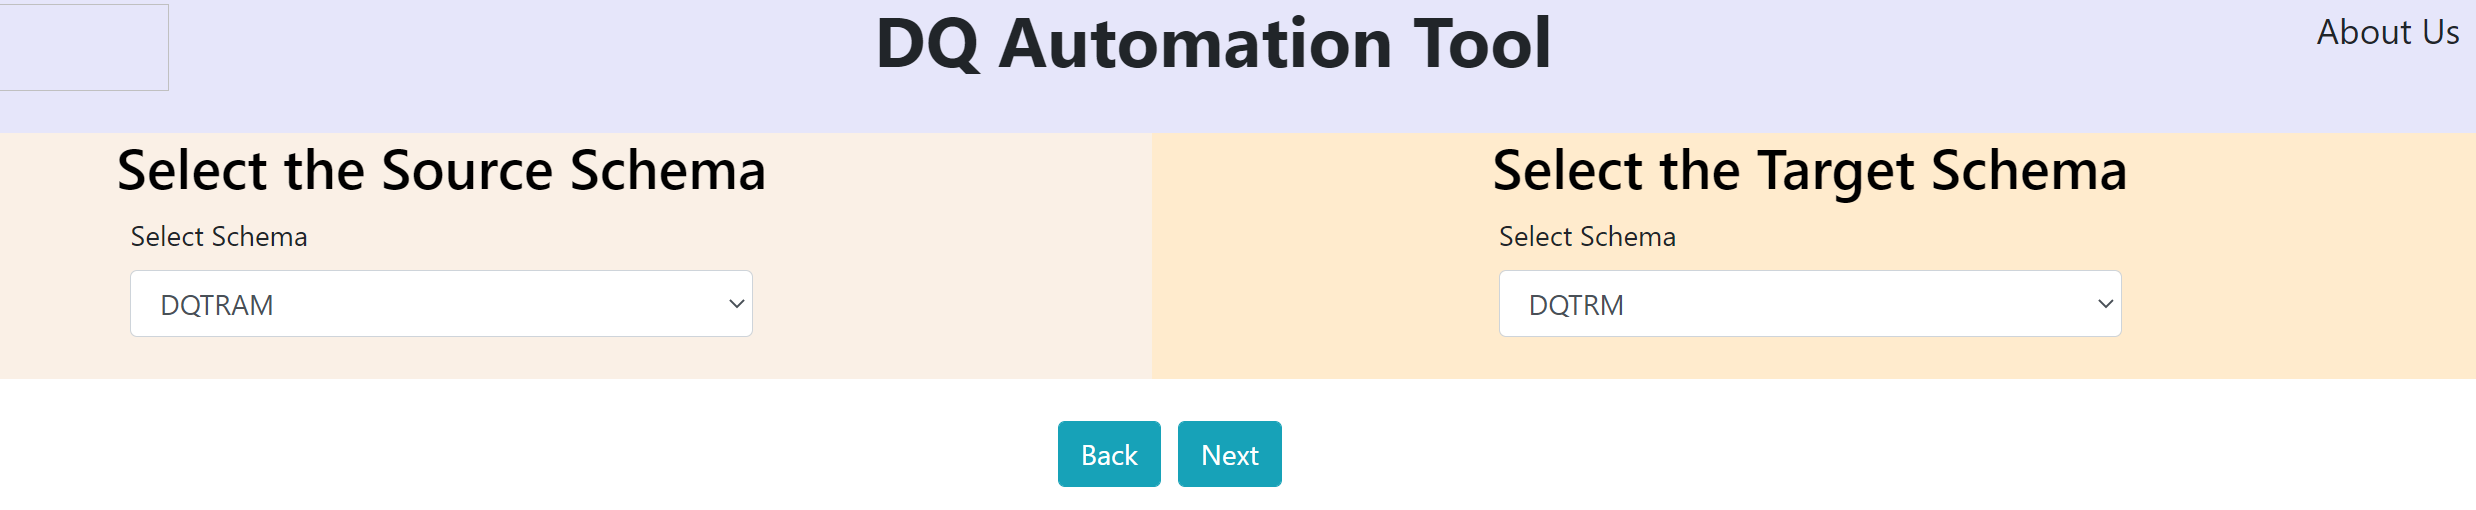 DQ Automation Tool
About Us
Select the Source Schema
Select Schema
DQTRAM
Select the Target Schema
Select Schema
DQTRM
Back
Next